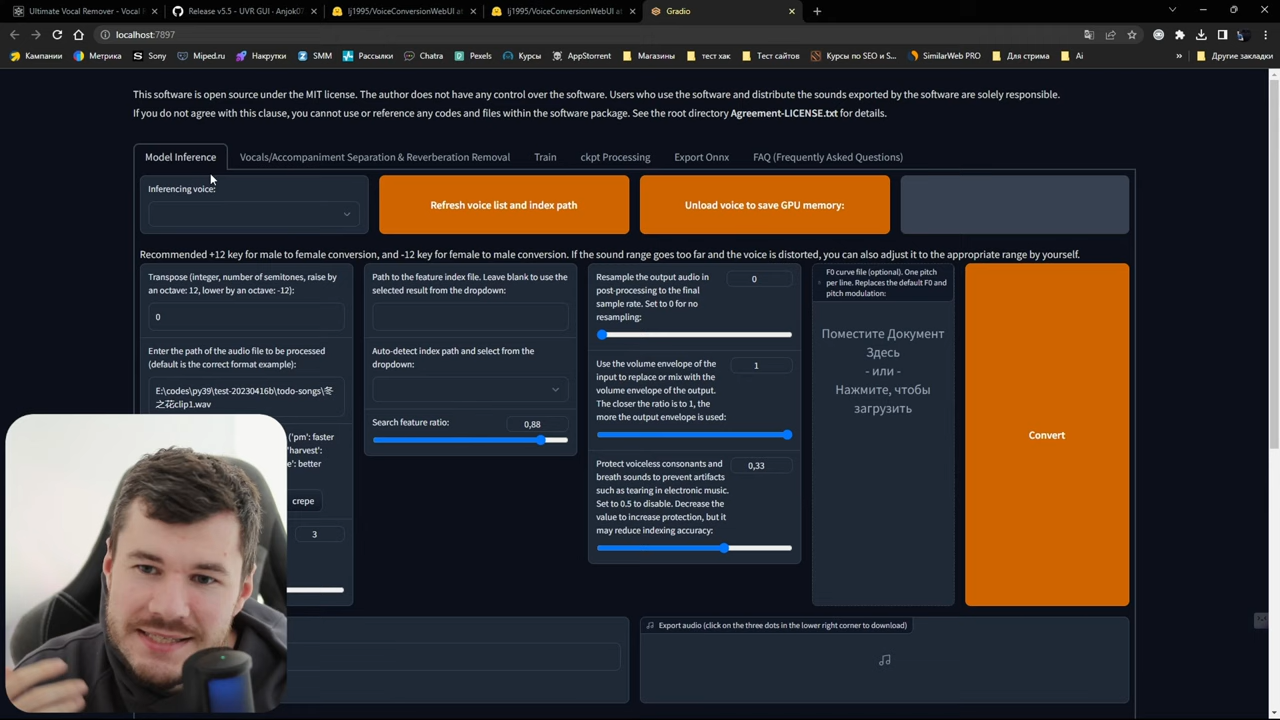 Ultimate Vocal Remover - Vocal R
Release v5.5 - UVR GUI - Anjok07
lj1995/VoiceConversionWebUI at
lj1995/VoiceConversionWebUI at
Gradio
localhost:7897
Кампании
Метрика
Sony
Miped.ru
Накрутки
SMM
Рассылки
Chatra
Pexels
Курсы
AppStorrent
Магазины
тест хак
Тест сайтов
Курсы по SEO и S...
SimilarWeb PRO
Для стрима
Ai
Другие закладки
This software is open source under the MIT license. The author does not have any control over the software. Users who use the software and distribute the sounds exported by the software are solely responsible.
If you do not agree with this clause, you cannot use or reference any codes and files within the software package. See the root directory Agreement-LICENSE.txt for details.
Model Inference
Vocals/Accompaniment Separation & Reverberation Removal
Train
ckpt Processing
Export Onnx
FAQ (Frequently Asked Questions)
Inferencing voice:
Refresh voice list and index path
Unload voice to save GPU memory:
Recommended +12 key for male to female conversion, and -12 key for female to male conversion. If the sound range goes too far and the voice is distorted, you can also adjust it to the appropriate range by yourself.
Transpose (integer, number of semitones, raise by
an octave: 12, lower by an octave: -12):
0
Enter the path of the audio file to be processed
(default is the correct format example):
E:\codes\py39\test-20230416b\todo-songs\冬
之花clip1.wav
('pm': faster
'harvest':
e': better
crepe
3
Path to the feature index file. Leave blank to use the
selected result from the dropdown:
Auto-detect index path and select from the
dropdown:
Search feature ratio:
0,88
Resample the output audio in
post-processing to the final
sample rate. Set to 0 for no
resampling:
0
Use the volume envelope of the
input to replace or mix with the
volume envelope of the output.
The closer the ratio is to 1, the
more the output envelope is used:
1
Protect voiceless consonants and
breath sounds to prevent artifacts
such as tearing in electronic music.
Set to 0.5 to disable. Decrease the
value to increase protection, but it
may reduce indexing accuracy:
0,33
F0 curve file (optional). One pitch
per line. Replaces the default F0 and
pitch modulation:
Поместите Документ
Здесь
- или -
Нажмите, чтобы
загрузить
Convert
Export audio (click on the three dots in the lower right corner to download)